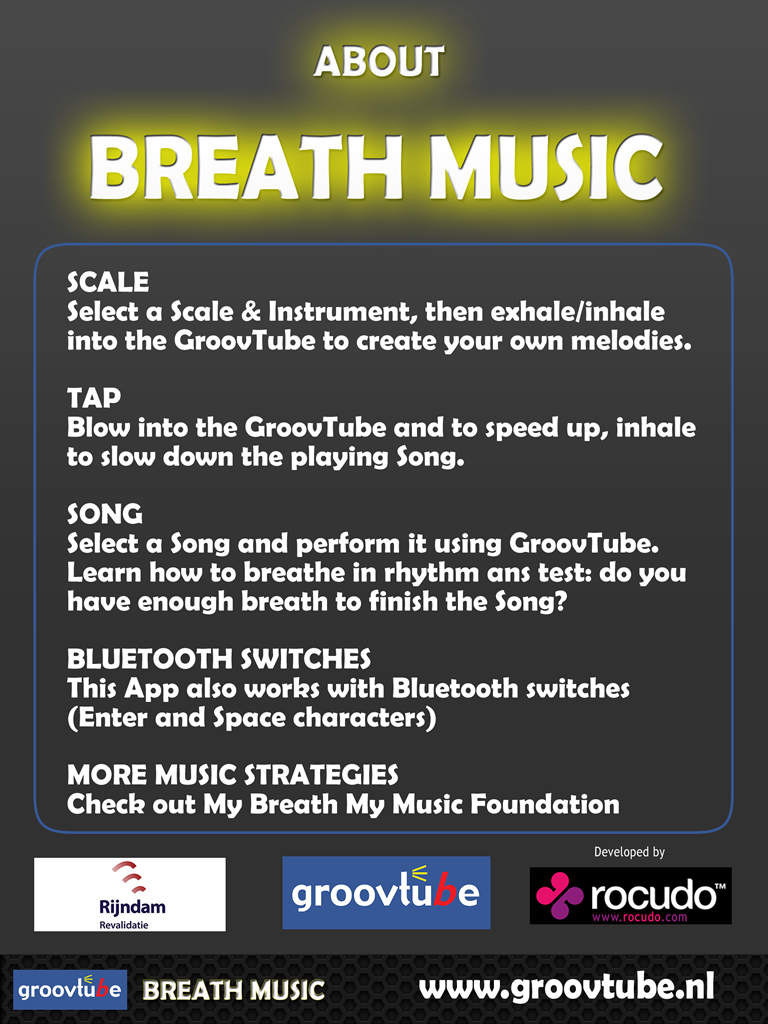 ABOUT
BREATH MUSIC
SCALE
Select a Scale & Instrument, then exhale/inhale
into the GroovTube to create your own melodies.
TAP
Blow into the GroovTube and to speed up, inhale
to slow down the playing Song.
SONG
Select a Song and perform it using GroovTube.
Learn how to breathe in rhythm ans test: do you
have enough breath to finish the Song?
BLUETOOTH SWITCHES
This App also works with Bluetooth switches
(Enter and Space characters)
MORE MUSIC STRATEGIES
Check out My Breath My Music Foundation
Rijndam
Revalidatie
groovtube
Developed by
rocudo™
www.rocudo.com
groovtube
BREATH MUSIC
www.groovtube.nl